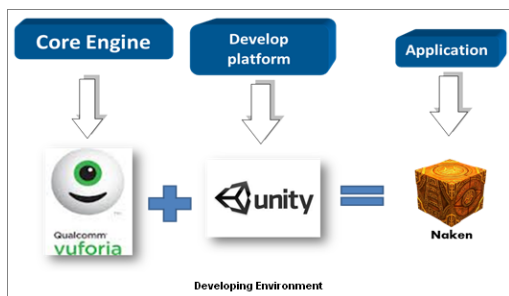 Core Engine
Develop
platform
Application
Qualcomm
vuforia
unity
Naken
Developing Environment